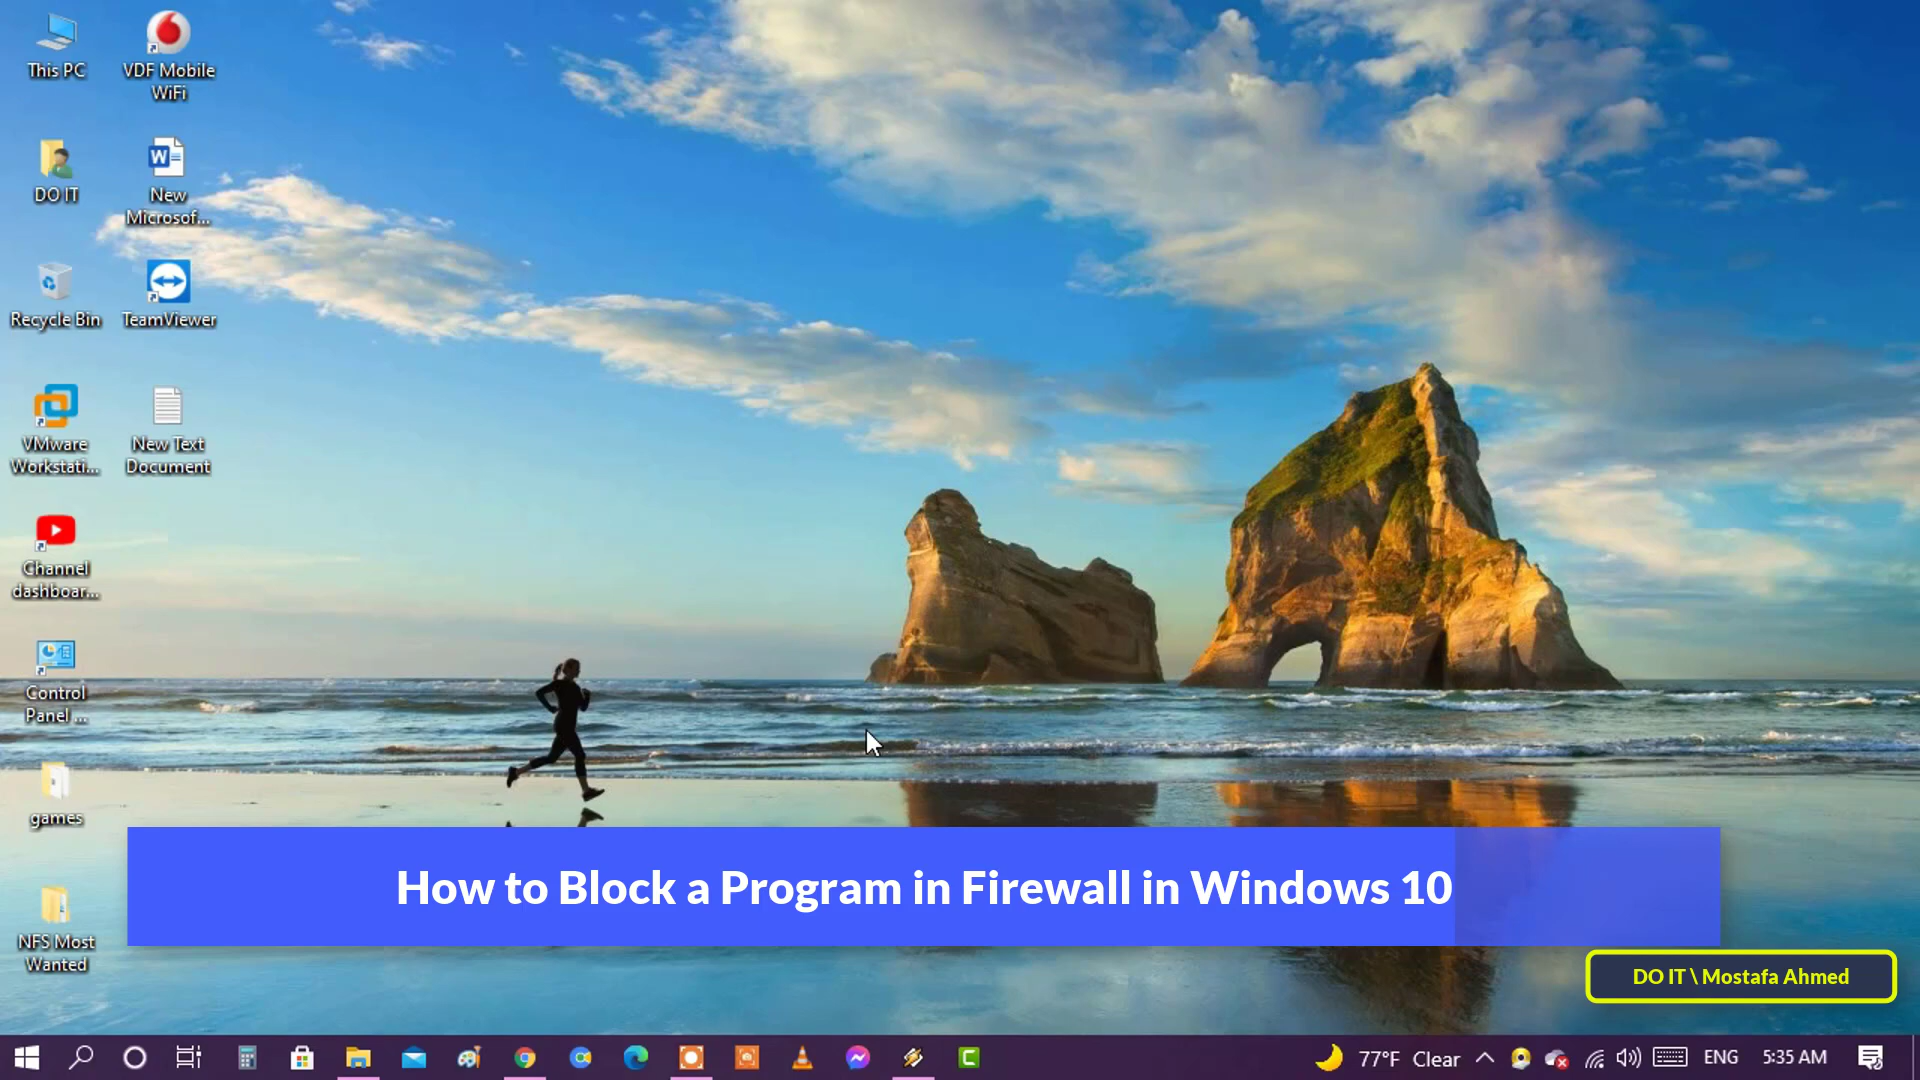 This PC
VDF Mobile
WiFi
DO IT
New
Microsof...
Recycle Bin
TeamViewer
VMware
Workstati...
New Text
Document
Channel
dashboar...
Control
Panel ...
games
NFS Most
Wanted
How to Block a Program in Firewall in Windows 10
DO IT \ Mostafa Ahmed
77°F Clear
ENG
5:35 AM